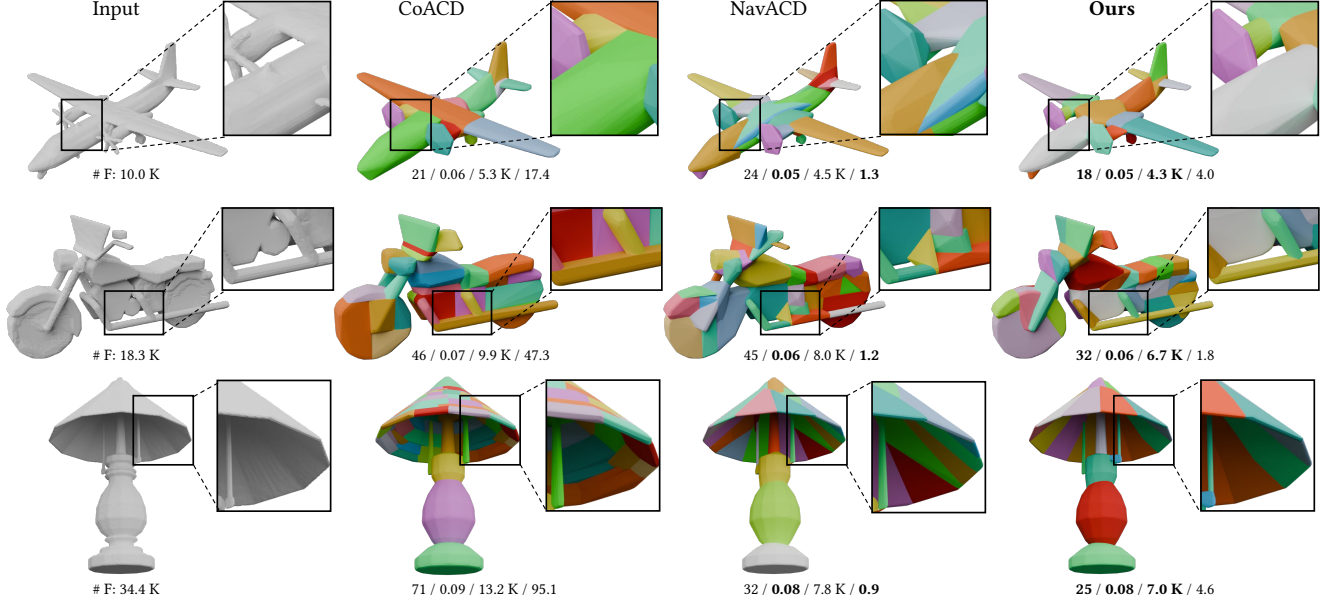 Input CoACD NavACD Ours
# F: 10.0 K 21 / 0.06 / 5.3 K / 17.4 24 / 0.05 / 4.5 K / 1.3 18 / 0.05 / 4.3 K / 4.0
# F: 18.3 K 46 / 0.07 / 9.9 K / 47.3 45 / 0.06 / 8.0 K / 1.2 32 / 0.06 / 6.7 K / 1.8
# F: 34.4 K 71 / 0.09 / 13.2 K / 95.1 32 / 0.08 / 7.8 K / 0.9 25 / 0.08 / 7.0 K / 4.6